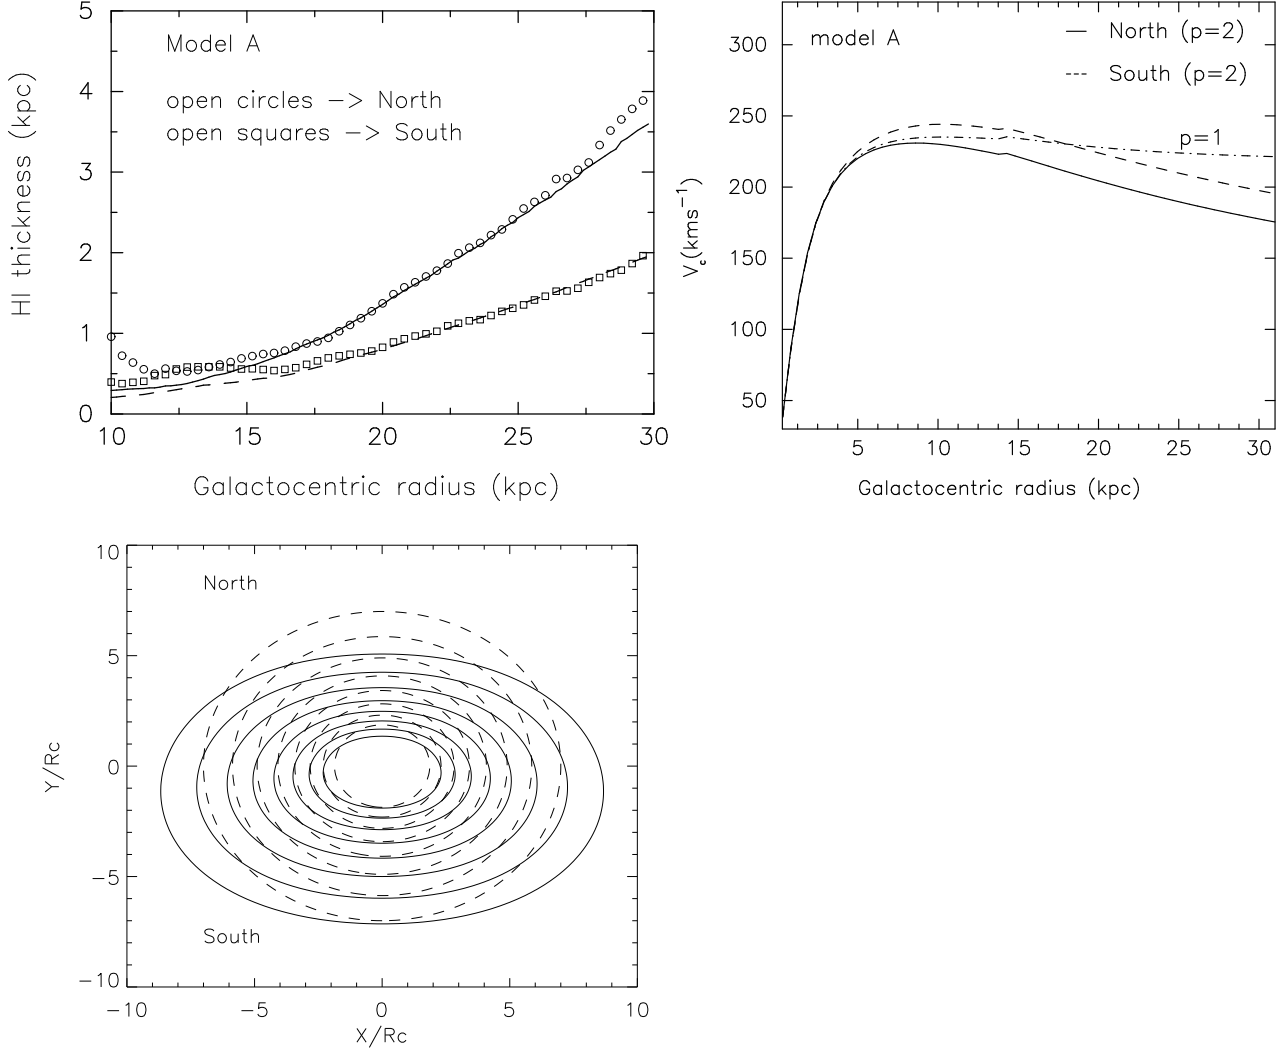 5
4
3
2
1
0
HI thickness (kpc)
Model A
open circles −> North
open squares −> South
10
15
20
25
30
Galactocentric radius (kpc)
300
250
200
150
100
50
Vc(kms−1)
model A
North (p=2)
South (p=2)
p=1
5
10
15
20
25
30
Galactocentric radius (kpc)
10
5
0
−5
−10
Y/Rc
North
South
−10
−5
0
5
10
X/Rc